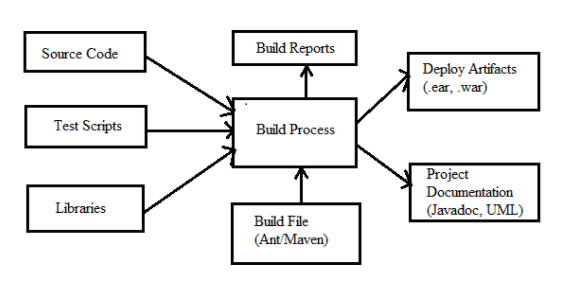 Source Code
Build Reports
Deploy Artifacts
(.ear, .war)
Test Scripts
Build Process
Project
Documentation
(Javadoc, UML)
Libraries
Build File
(Ant/Maven)